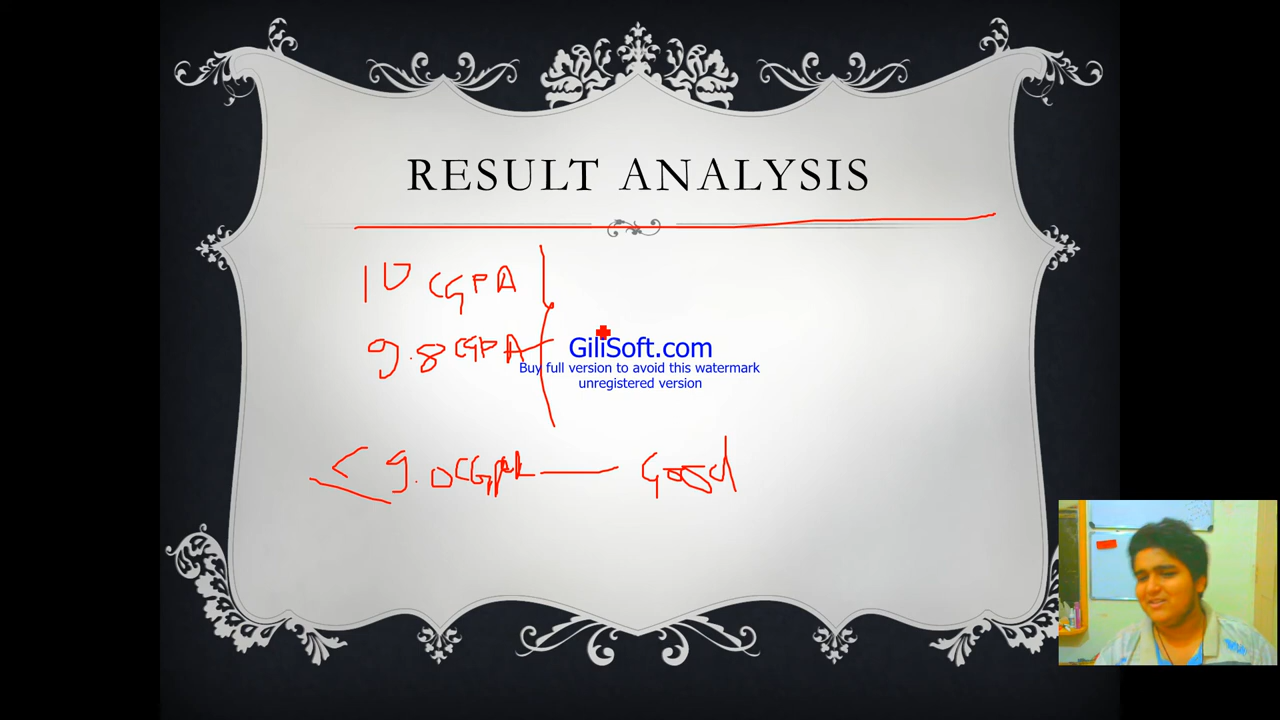 RESULT ANALYSIS
10 CGPA
9.8 CGPA
GiliSoft.com
Buy full version to avoid this watermark
unregistered version
< 9.0 CGPA — Good